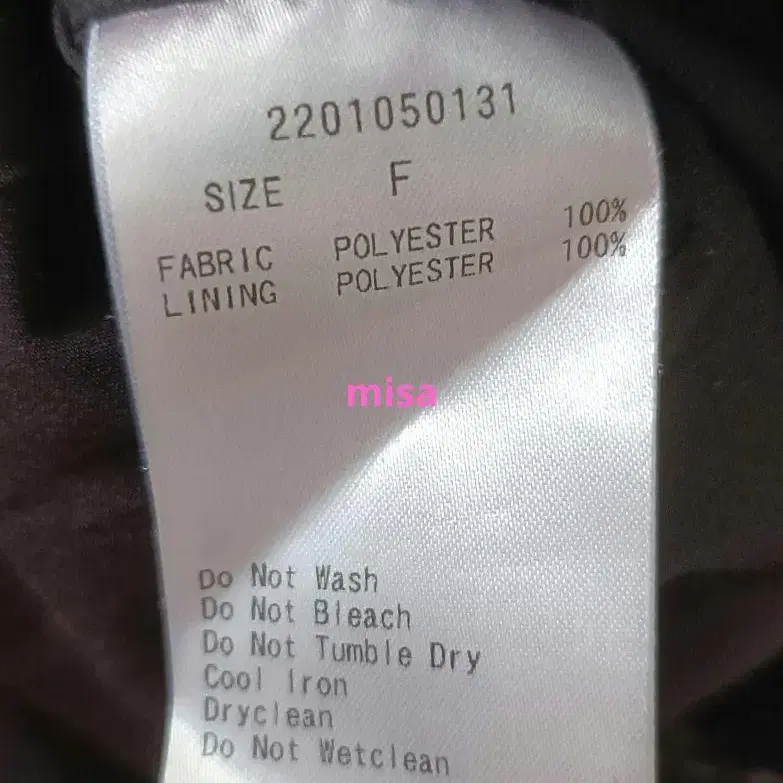 2201050131
SIZE F
FABRIC POLYESTER 100%
LINING POLYESTER 100%
misa
Do Not Wash
Do Not Bleach
Do Not Tumble Dry
Cool Iron
Dryclean
Do Not Wetclean